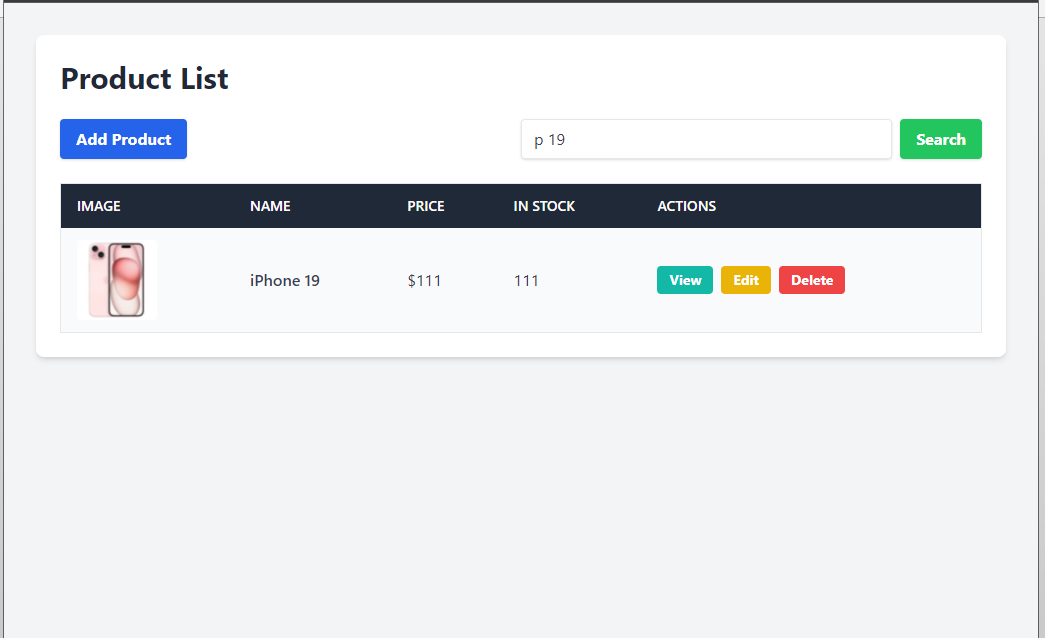 Product List
Add Product
p 19
Search
IMAGE NAME PRICE IN STOCK ACTIONS
iPhone 19 $111 111 View Edit Delete